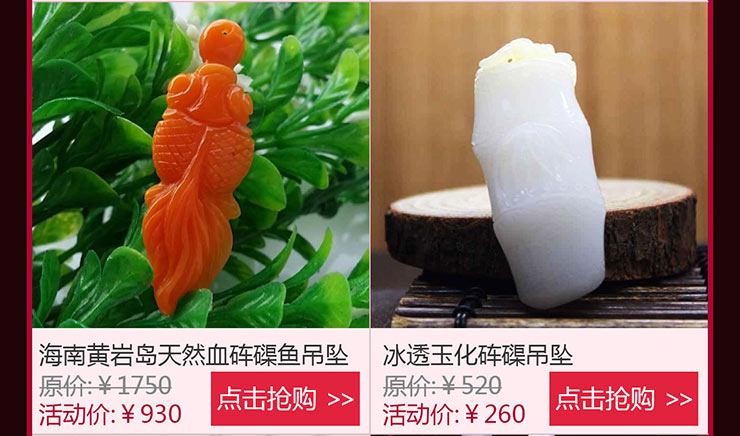 海南黄岩岛天然血砗磲鱼吊坠
原价:￥1750
活动价:￥930
点击抢购 >>
冰透玉化砗磲吊坠
原价:￥520
活动价:￥260
点击抢购 >>